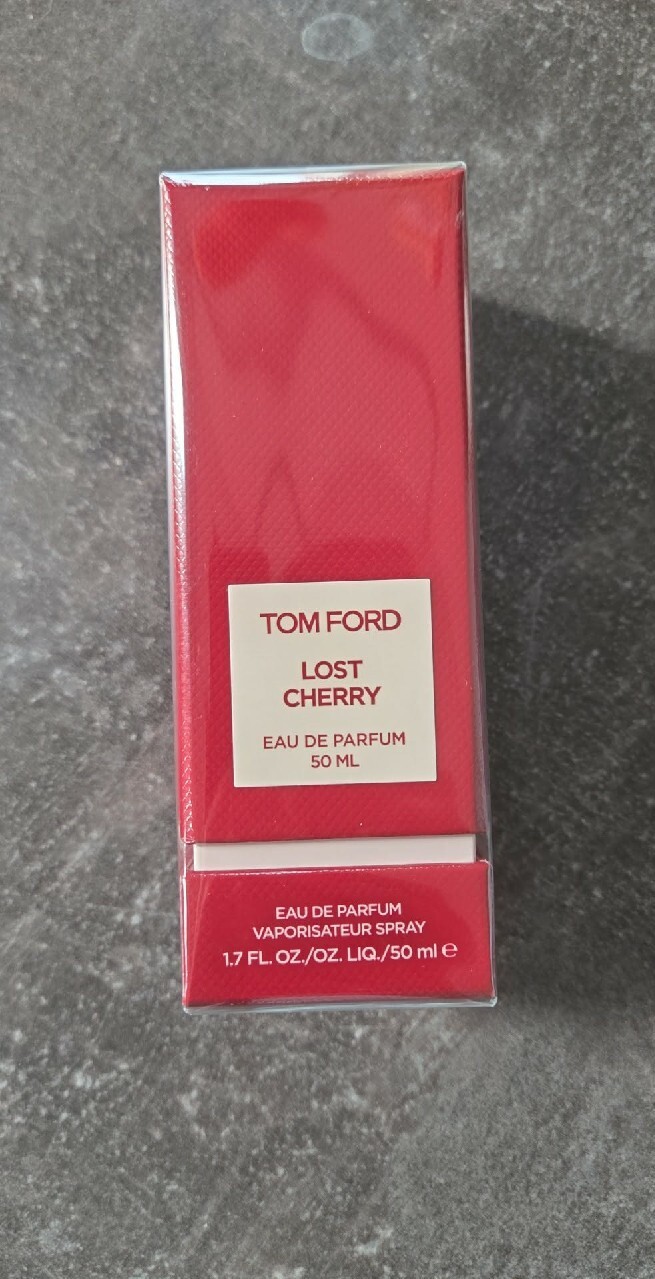 TOM FORD
LOST
CHERRY
EAU DE PARFUM
50 ML
EAU DE PARFUM
VAPORISATEUR SPRAY
1.7 FL. OZ./OZ. LIQ./50 ml ℮